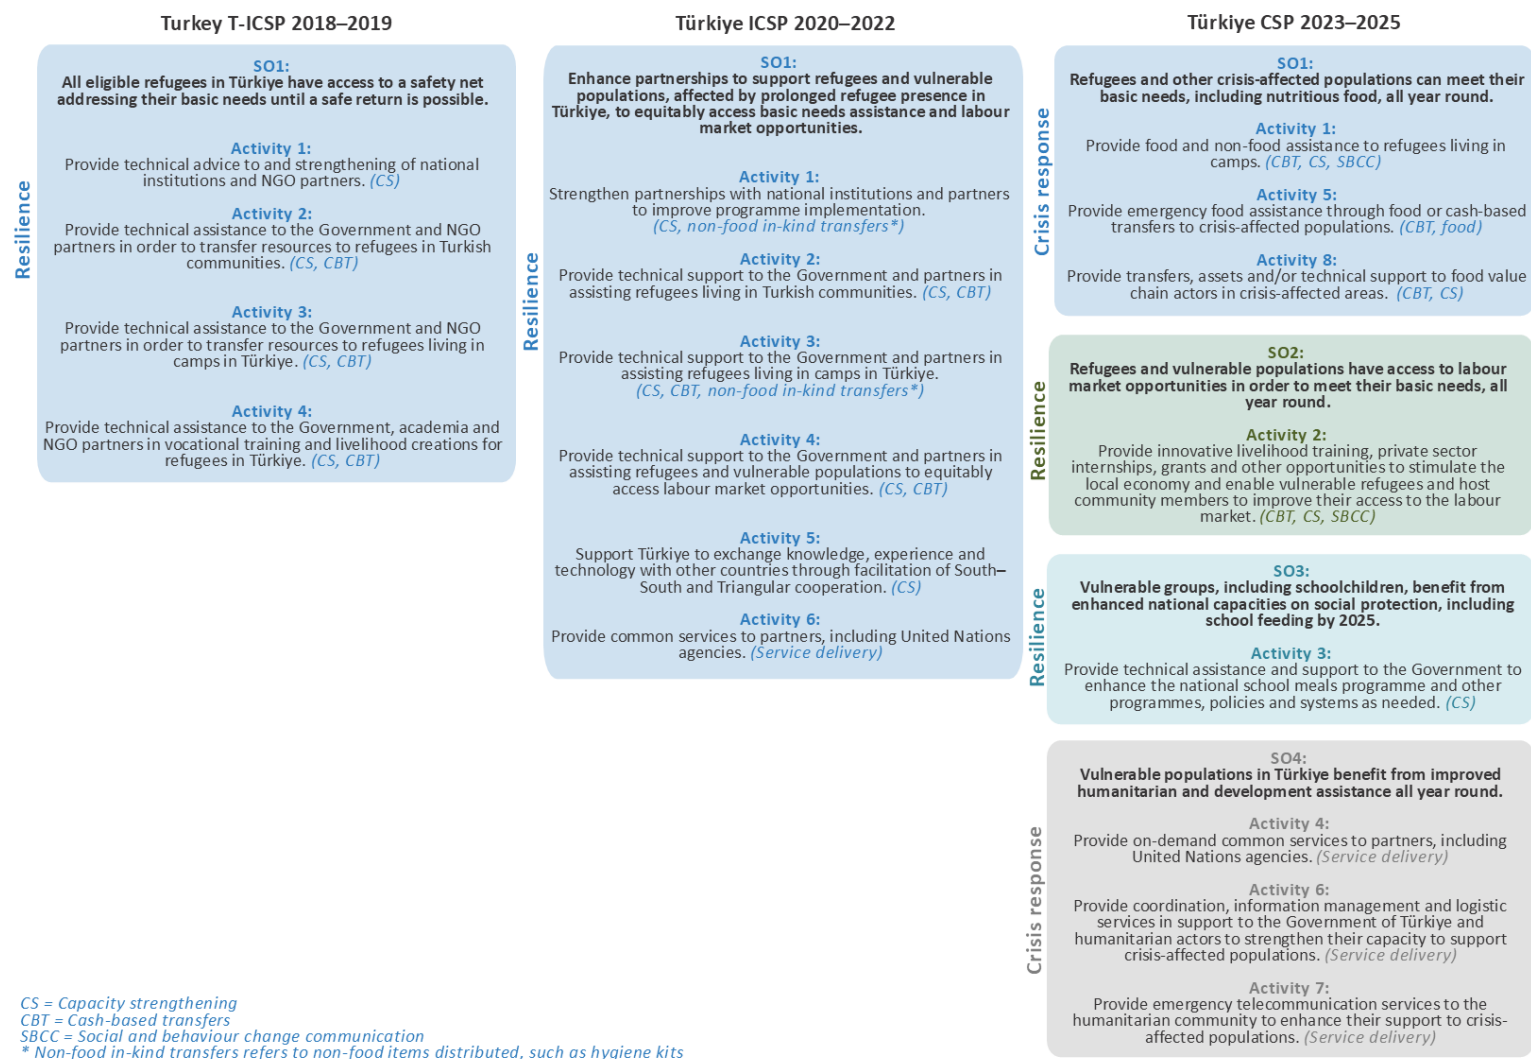 Turkey T-ICSP 2018–2019
Resilience
SO1:
All eligible refugees in Türkiye have access to a safety net
addressing their basic needs until a safe return is possible.
Activity 1:
Provide technical advice to and strengthening of national
institutions and NGO partners. (CS)
Activity 2:
Provide technical assistance to the Government and NGO
partners in order to transfer resources to refugees in Turkish
communities. (CS, CBT)
Activity 3:
Provide technical assistance to the Government and NGO
partners in order to transfer resources to refugees living in
camps in Türkiye. (CS, CBT)
Activity 4:
Provide technical assistance to the Government, academia and
NGO partners in vocational training and livelihood creations for
refugees in Türkiye. (CS, CBT)
Türkiye ICSP 2020–2022
Resilience
SO1:
Enhance partnerships to support refugees and vulnerable
populations, affected by prolonged refugee presence in
Türkiye, to equitably access basic needs assistance and labour
market opportunities.
Activity 1:
Strengthen partnerships with national institutions and partners
to improve programme implementation.
(CS, non-food in-kind transfers*)
Activity 2:
Provide technical support to the Government and partners in
assisting refugees living in Turkish communities. (CS, CBT)
Activity 3:
Provide technical support to the Government and partners in
assisting refugees living in camps in Türkiye.
(CS, CBT, non-food in-kind transfers*)
Activity 4:
Provide technical support to the Government and partners in
assisting refugees and vulnerable populations to equitably
access labour market opportunities. (CS, CBT)
Activity 5:
Support Türkiye to exchange knowledge, experience and
technology with other countries through facilitation of South–
South and Triangular cooperation. (CS)
Activity 6:
Provide common services to partners, including United Nations
agencies. (Service delivery)
Türkiye CSP 2023–2025
Crisis response
SO1:
Refugees and other crisis-affected populations can meet their
basic needs, including nutritious food, all year round.
Activity 1:
Provide food and non-food assistance to refugees living in
camps. (CBT, CS, SBCC)
Activity 5:
Provide emergency food assistance through food or cash-based
transfers to crisis-affected populations. (CBT, food)
Activity 8:
Provide transfers, assets and/or technical support to food value
chain actors in crisis-affected areas. (CBT, CS)
Resilience
SO2:
Refugees and vulnerable populations have access to labour
market opportunities in order to meet their basic needs, all
year round.
Activity 2:
Provide innovative livelihood training, private sector
internships, grants and other opportunities to stimulate the
local economy and enable vulnerable refugees and host
community members to improve their access to the labour
market. (CBT, CS, SBCC)
Resilience
SO3:
Vulnerable groups, including schoolchildren, benefit from
enhanced national capacities on social protection, including
school feeding by 2025.
Activity 3:
Provide technical assistance and support to the Government to
enhance the national school meals programme and other
programmes, policies and systems as needed. (CS)
Crisis response
SO4:
Vulnerable populations in Türkiye benefit from improved
humanitarian and development assistance all year round.
Activity 4:
Provide on-demand common services to partners, including
United Nations agencies. (Service delivery)
Activity 6:
Provide coordination, information management and logistic
services in support to the Government of Türkiye and
humanitarian actors to strengthen their capacity to support
crisis-affected populations. (Service delivery)
Activity 7:
Provide emergency telecommunication services to the
humanitarian community to enhance their support to crisis-
affected populations. (Service delivery)
CS = Capacity strengthening
CBT = Cash-based transfers
SBCC = Social and behaviour change communication
* Non-food in-kind transfers refers to non-food items distributed, such as hygiene kits